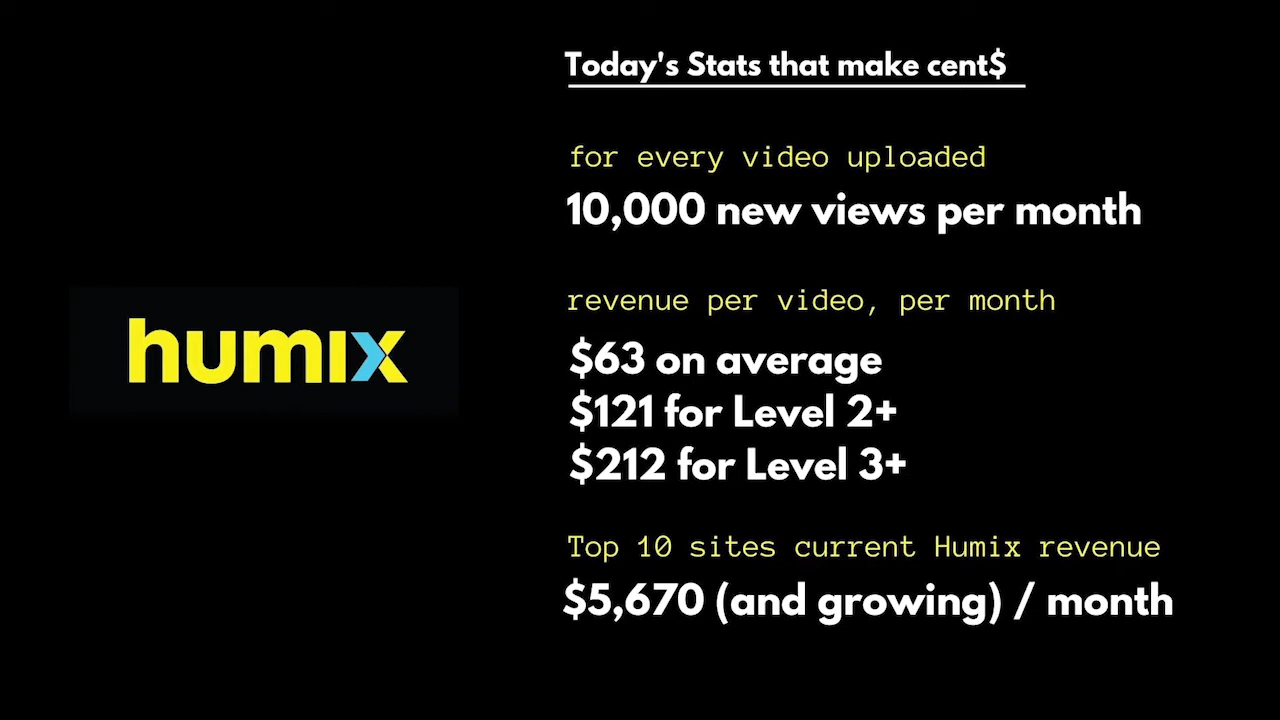 Today's Stats that make cent$
for every video uploaded
10,000 new views per month
humix
revenue per video, per month
$63 on average
$121 for Level 2+
$212 for Level 3+
Top 10 sites current Humix revenue
$5,670 (and growing) / month